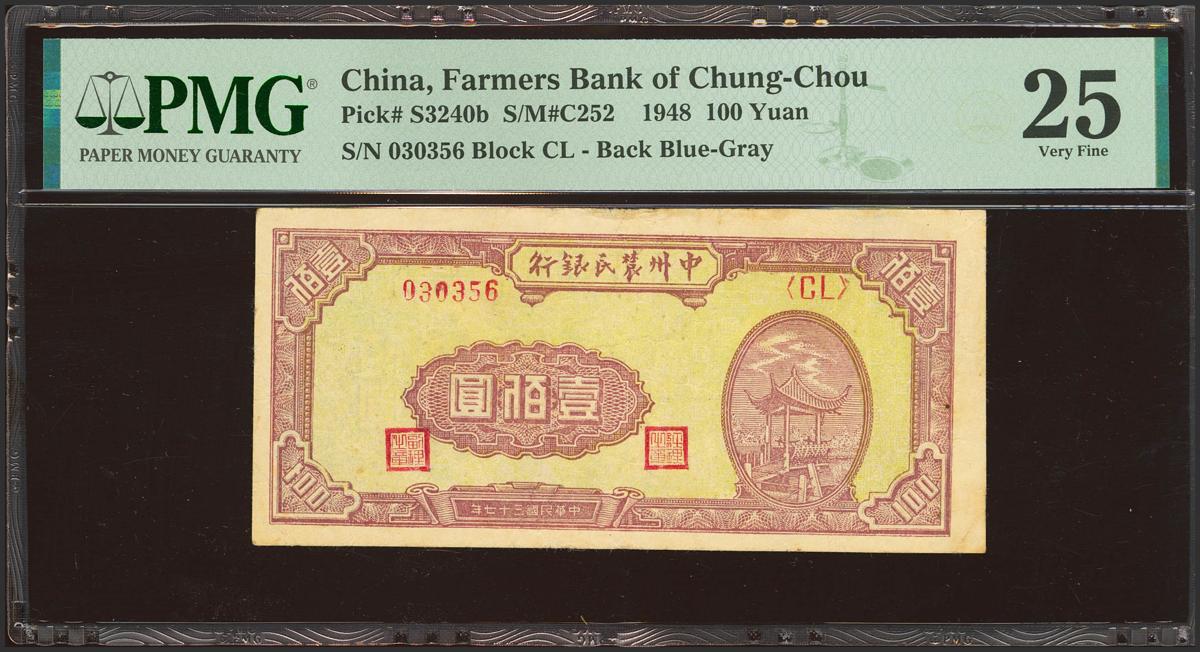 PMG®
PAPER MONEY GUARANTY
China, Farmers Bank of Chung-Chou
Pick# S3240b S/M#C252 1948 100 Yuan
S/N 030356 Block CL - Back Blue-Gray
25
Very Fine
行銀民農州中
壹佰
壹佰
030356
〈CL〉
圓佰壹
100
100
年七十三國民華中
PMG
PMG